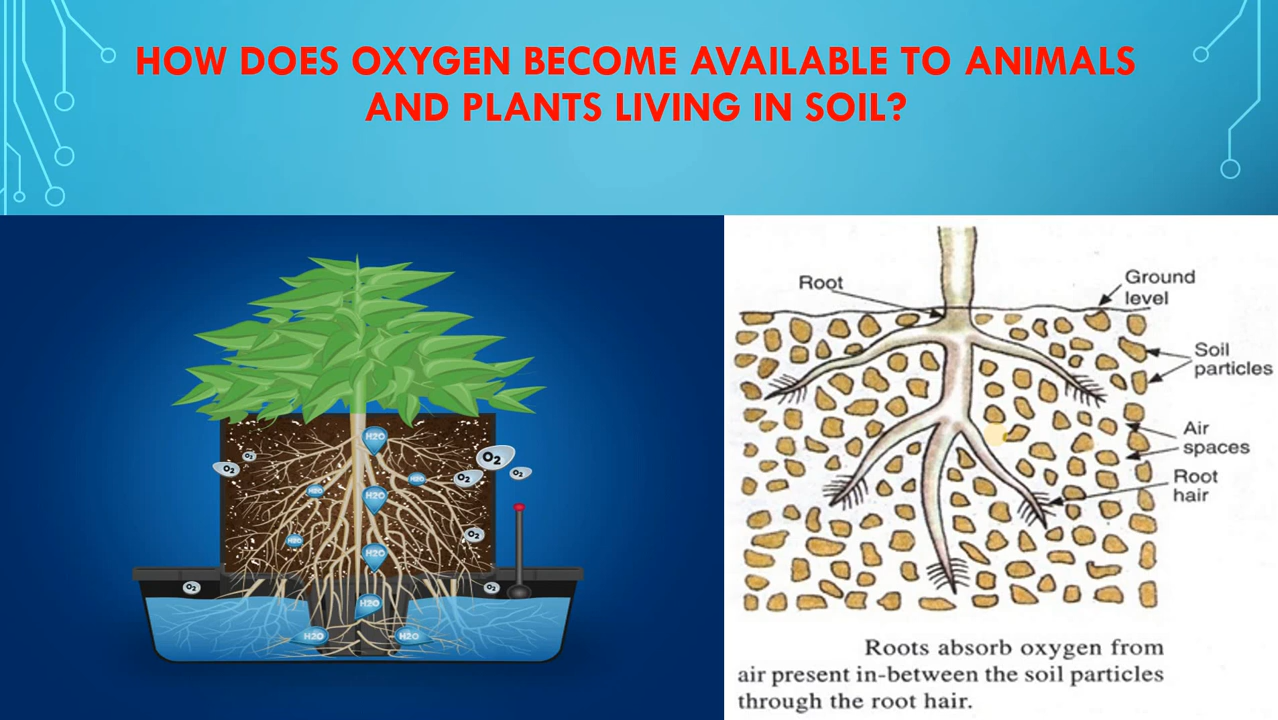 HOW DOES OXYGEN BECOME AVAILABLE TO ANIMALS
AND PLANTS LIVING IN SOIL?
H2O
O2
O2
O2
O2
O2
H2O
H2O
H2O
O2
H2O
H2O
O2
O2
H2O
H2O
H2O
Root
Ground
level
Soil
particles
Air
spaces
Root
hair
Roots absorb oxygen from
air present in-between the soil particles
through the root hair.